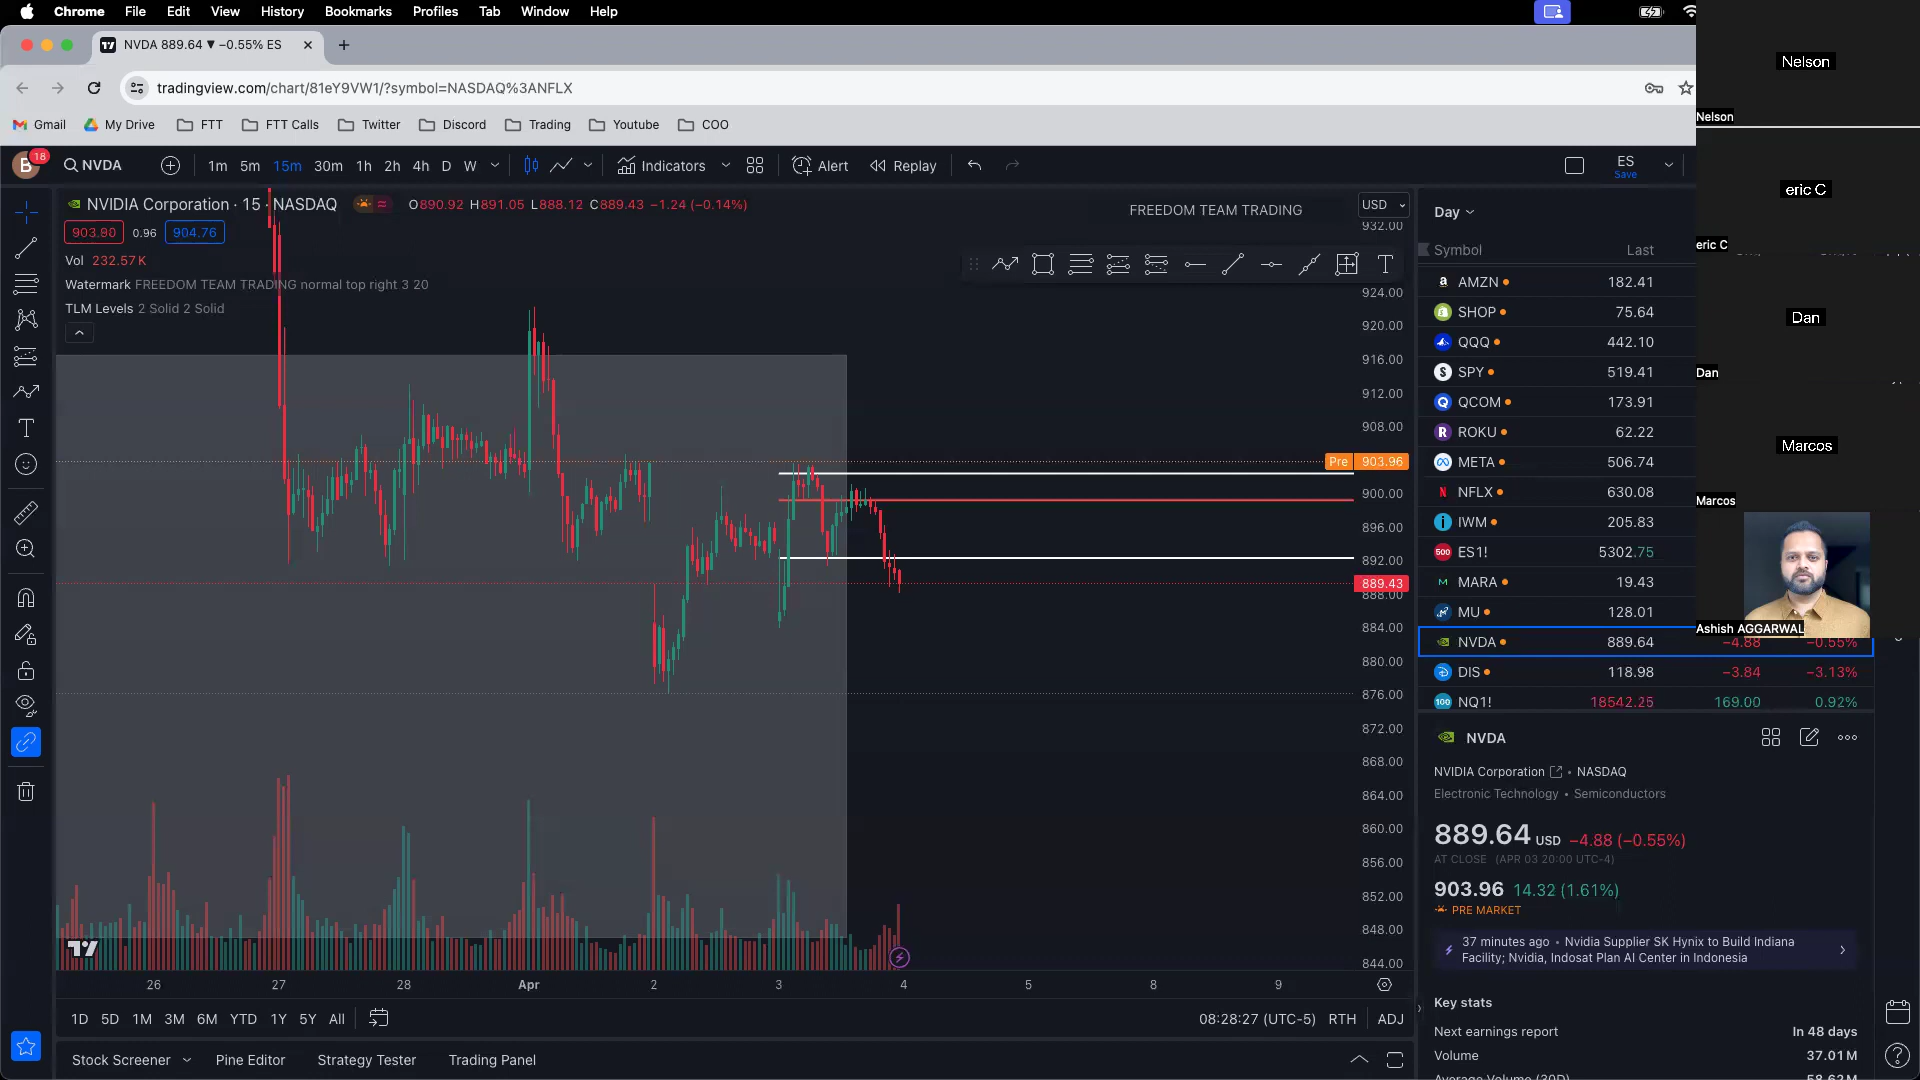 Chrome File Edit View History Bookmarks Profiles Tab Window Help
NVDA 889.64 ▼ −0.55% ES
tradingview.com/chart/81eY9VW1/?symbol=NASDAQ%3ANFLX
Gmail My Drive FTT FTT Calls Twitter Discord Trading Youtube COO
B 18 NVDA 1m 5m 15m 30m 1h 2h 4h D W Indicators Alert Replay ES
Save
NVIDIA Corporation · 15 · NASDAQ O890.92 H891.05 L888.12 C889.43 −1.24 (−0.14%)
903.80 0.96 904.76
Vol 232.57K
Watermark FREEDOM TEAM TRADING normal top right 3 20
TLM Levels 2 Solid 2 Solid
FREEDOM TEAM TRADING
USD
932.00
924.00
920.00
916.00
912.00
908.00
Pre 903.96
900.00
896.00
892.00
889.43
888.00
884.00
880.00
876.00
872.00
868.00
864.00
860.00
856.00
852.00
848.00
844.00
26 27 28 Apr 2 3 4 5 8 9
1D 5D 1M 3M 6M YTD 1Y 5Y All 08:28:27 (UTC-5) RTH ADJ
Stock Screener Pine Editor Strategy Tester Trading Panel
Day
Symbol Last
AMZN 182.41
SHOP 75.64
QQQ 442.10
SPY 519.41
QCOM 173.91
ROKU 62.22
META 506.74
NFLX 630.08
IWM 205.83
500 ES1! 5302.75
MARA 19.43
MU 128.01
NVDA 889.64 −4.88 −0.55%
DIS 118.98 −3.84 −3.13%
100 NQ1! 18542.25 169.00 0.92%
NVDA
NVIDIA Corporation • NASDAQ
Electronic Technology • Semiconductors
889.64 USD −4.88 (−0.55%)
AT CLOSE (APR 03 20:00 UTC-4)
903.96 14.32 (1.61%)
PRE MARKET
37 minutes ago • Nvidia Supplier SK Hynix to Build Indiana
Facility; Nvidia, Indosat Plan AI Center in Indonesia
Key stats
Next earnings report In 48 days
Volume 37.01M
Average Volume (30D) 58.62M
Nelson
Nelson
eric C
eric C
Dan
Dan
Marcos
Marcos
Ashish AGGARWAL